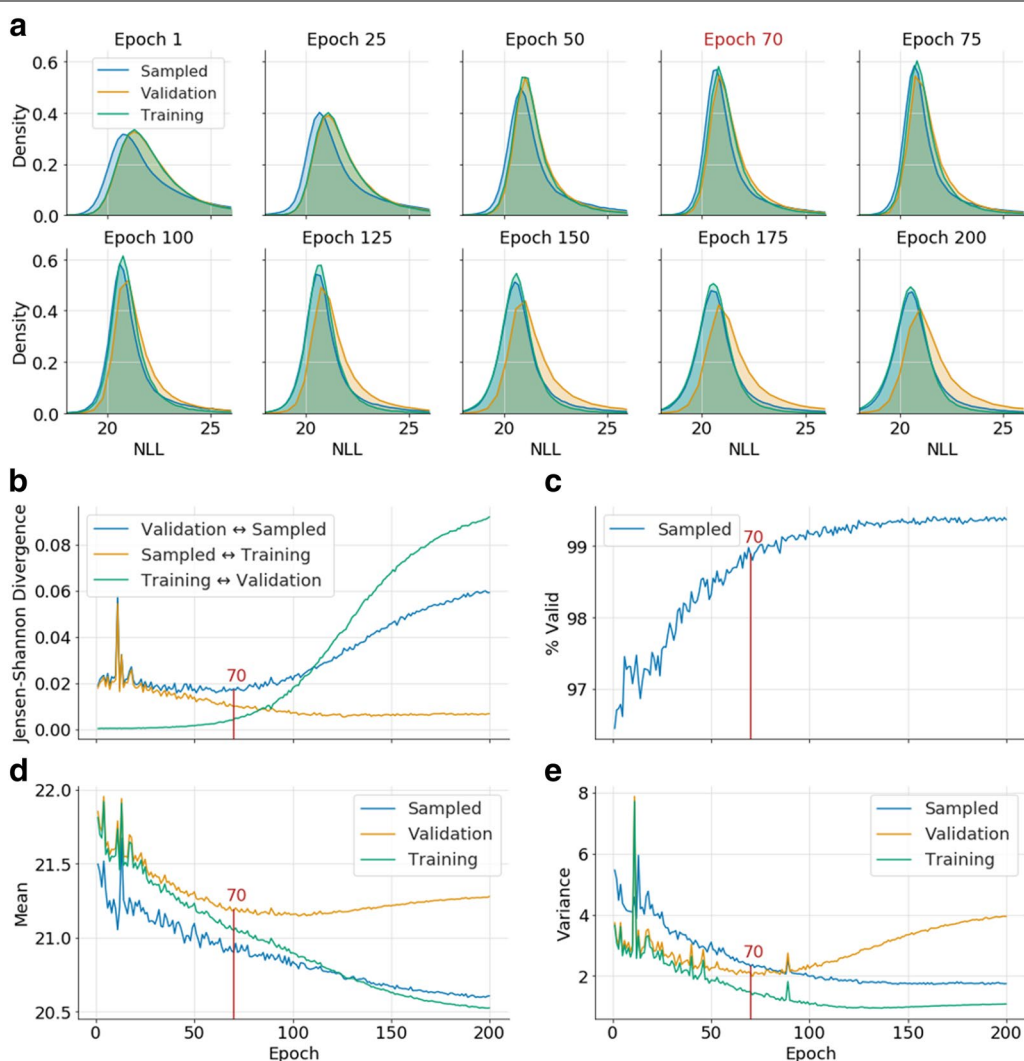 a
Epoch 1 Epoch 25 Epoch 50 Epoch 70 Epoch 75
Sampled
Validation
Training
Density
0.6
0.4
0.2
0.0
Epoch 100 Epoch 125 Epoch 150 Epoch 175 Epoch 200
Density
0.6
0.4
0.2
0.0
20 25 20 25 20 25 20 25 20 25
NLL NLL NLL NLL NLL
b
Jensen-Shannon Divergence
Validation ↔ Sampled
Sampled ↔ Training
Training ↔ Validation
0.08
0.06
0.04
0.02
0.00
70
c
% Valid
Sampled
99
98
97
70
d
Mean
22.0
21.5
21.0
20.5
Sampled
Validation
Training
70
0 50 100 150 200
Epoch
e
Variance
8
6
4
2
Sampled
Validation
Training
70
0 50 100 150 200
Epoch